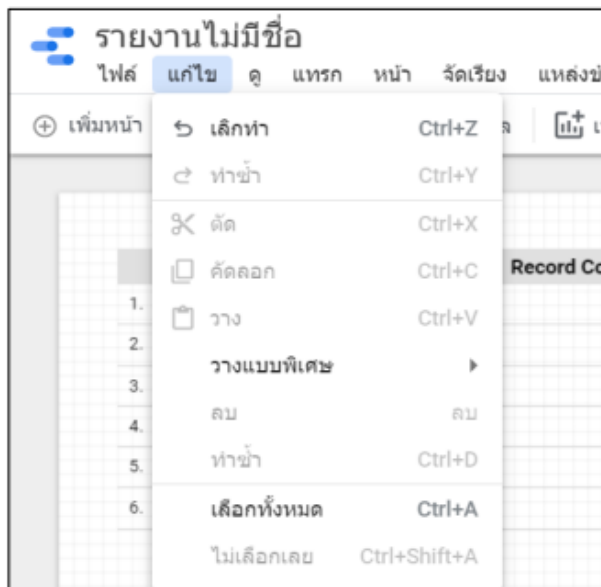 รายงานไม่มีชื่อ
ไฟล์ แก้ไข ดู แทรก หน้า จัดเรียง
เพิ่มหน้า
เลิกทำ Ctrl+Z
ทำซ้ำ Ctrl+Y
ตัด Ctrl+X
คัดลอก Ctrl+C
Record
วาง Ctrl+V
วางแบบพิเศษ
ลบ ลบ
ทำซ้ำ Ctrl+D
เลือกทั้งหมด Ctrl+A
ไม่เลือกเลย Ctrl+Shift+A
1.
2.
3.
4.
5.
6.